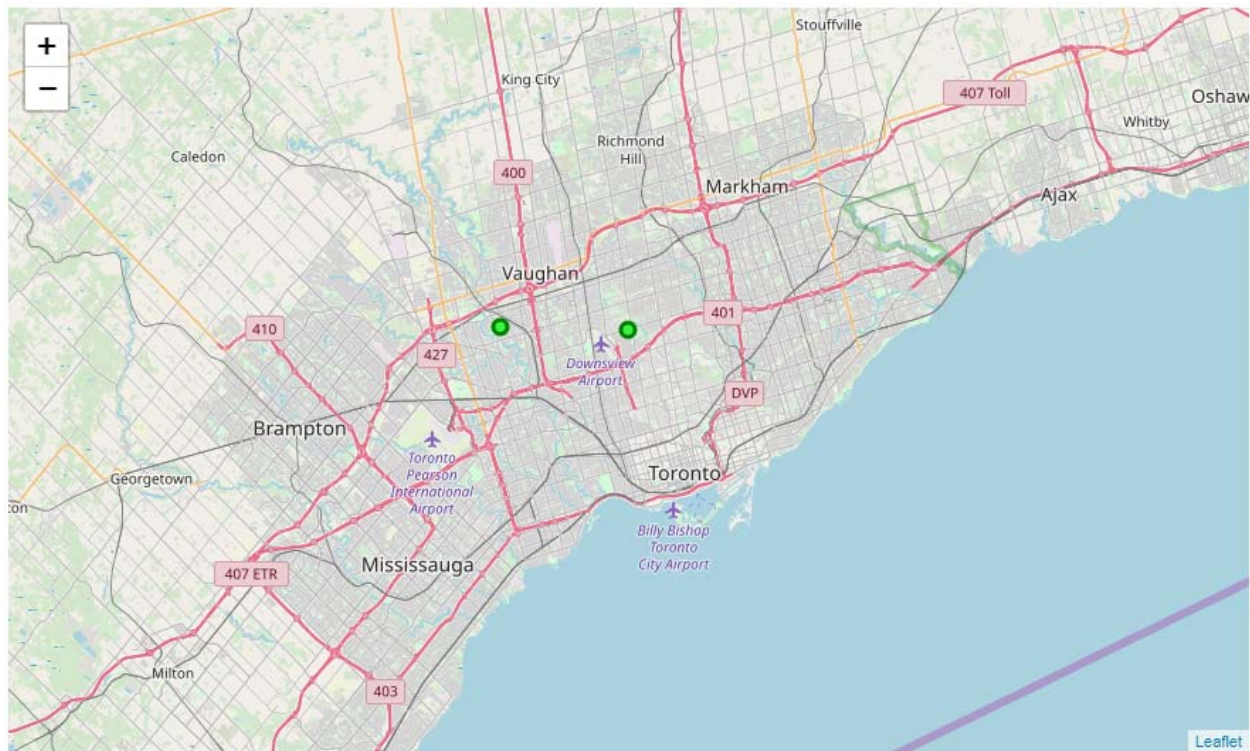 +
−
Stouffville
King City
407 Toll
Oshaw
Whitby
Richmond
Hill
Caledon
400
Markham
Ajax
Vaughan
401
410
427
Downsview
Airport
DVP
Brampton
Toronto
Pearson
International
Airport
Toronto
Georgetown
ton
Billy Bishop
Toronto
City Airport
Mississauga
407 ETR
Milton
403
Leaflet